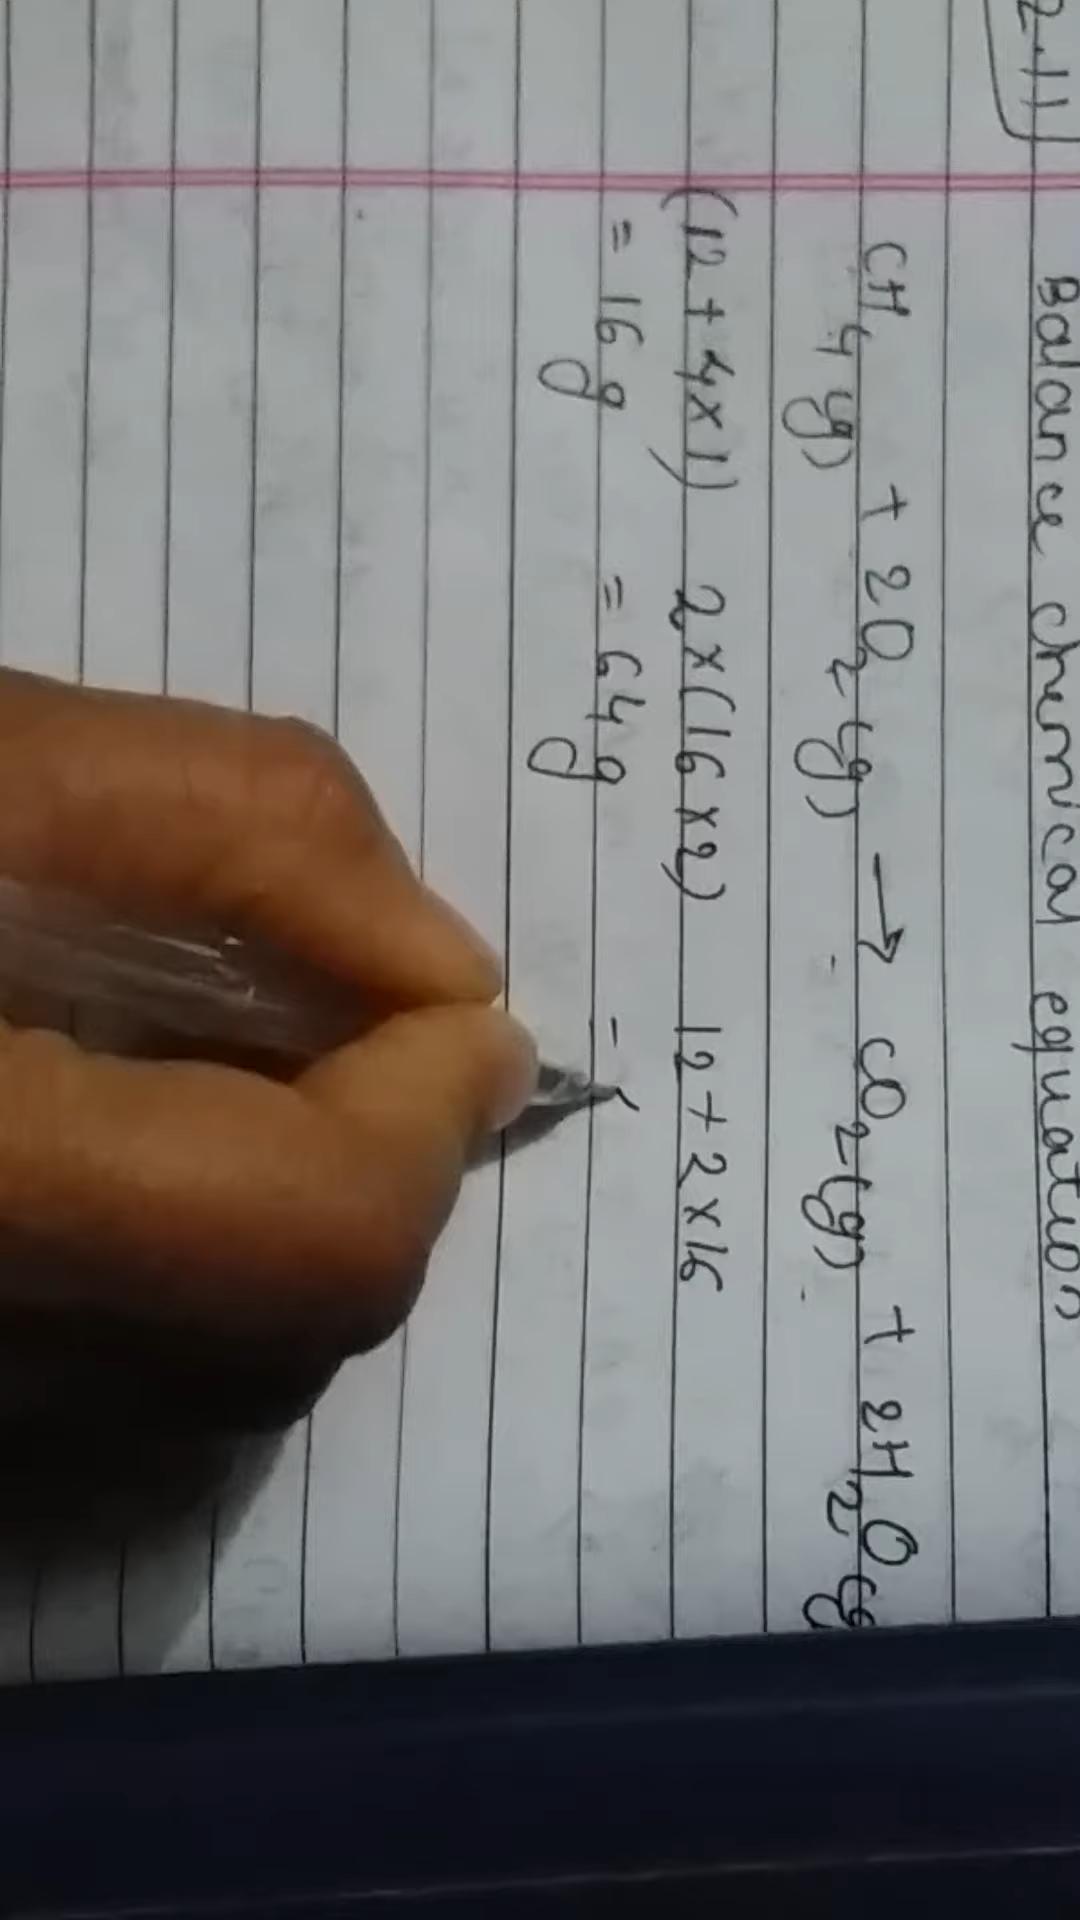 2.11 Balance chemical equation
CH4(g) + 2O2(g) → CO2(g) + 2H2O(g
(12+4×1) 2×(16×2) 12+2×16
= 16g = 64g =